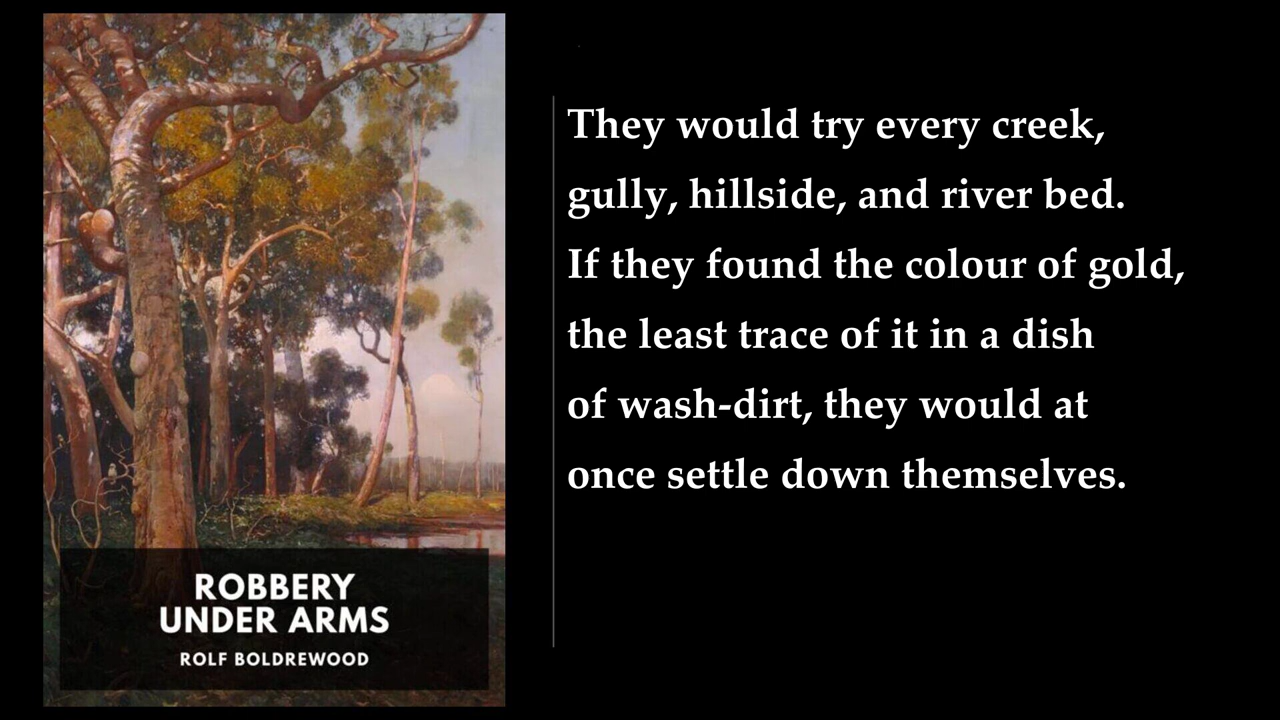 They would try every creek,
gully, hillside, and river bed.
If they found the colour of gold,
the least trace of it in a dish
of wash-dirt, they would at
once settle down themselves.
ROBBERY
UNDER ARMS
ROLF BOLDREWOOD